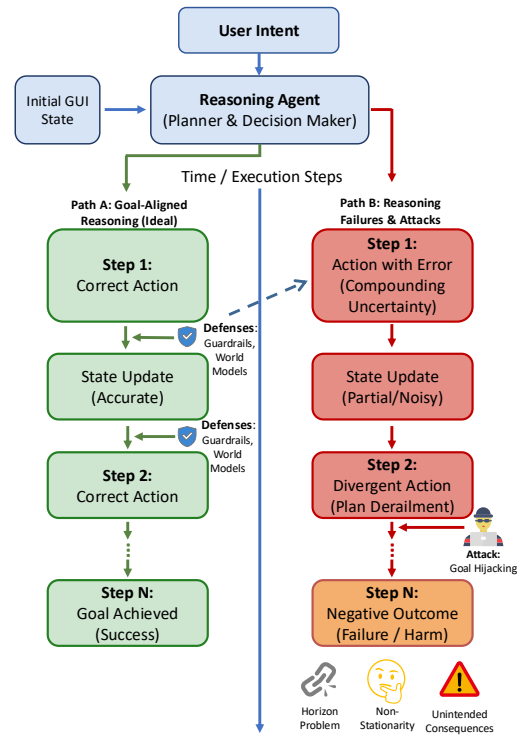 User Intent
Initial GUI
State
Reasoning Agent
(Planner & Decision Maker)
Time / Execution Steps
Path A: Goal-Aligned
Reasoning (Ideal)
Path B: Reasoning
Failures & Attacks
Step 1:
Correct Action
Step 1:
Action with Error
(Compounding
Uncertainty)
Defenses:
Guardrails,
World
Models
State Update
(Accurate)
State Update
(Partial/Noisy)
Defenses:
Guardrails,
World
Models
Step 2:
Correct Action
Step 2:
Divergent Action
(Plan Derailment)
Attack:
Goal Hijacking
Step N:
Goal Achieved
(Success)
Step N:
Negative Outcome
(Failure / Harm)
Horizon
Problem
Non-
Stationarity
Unintended
Consequences